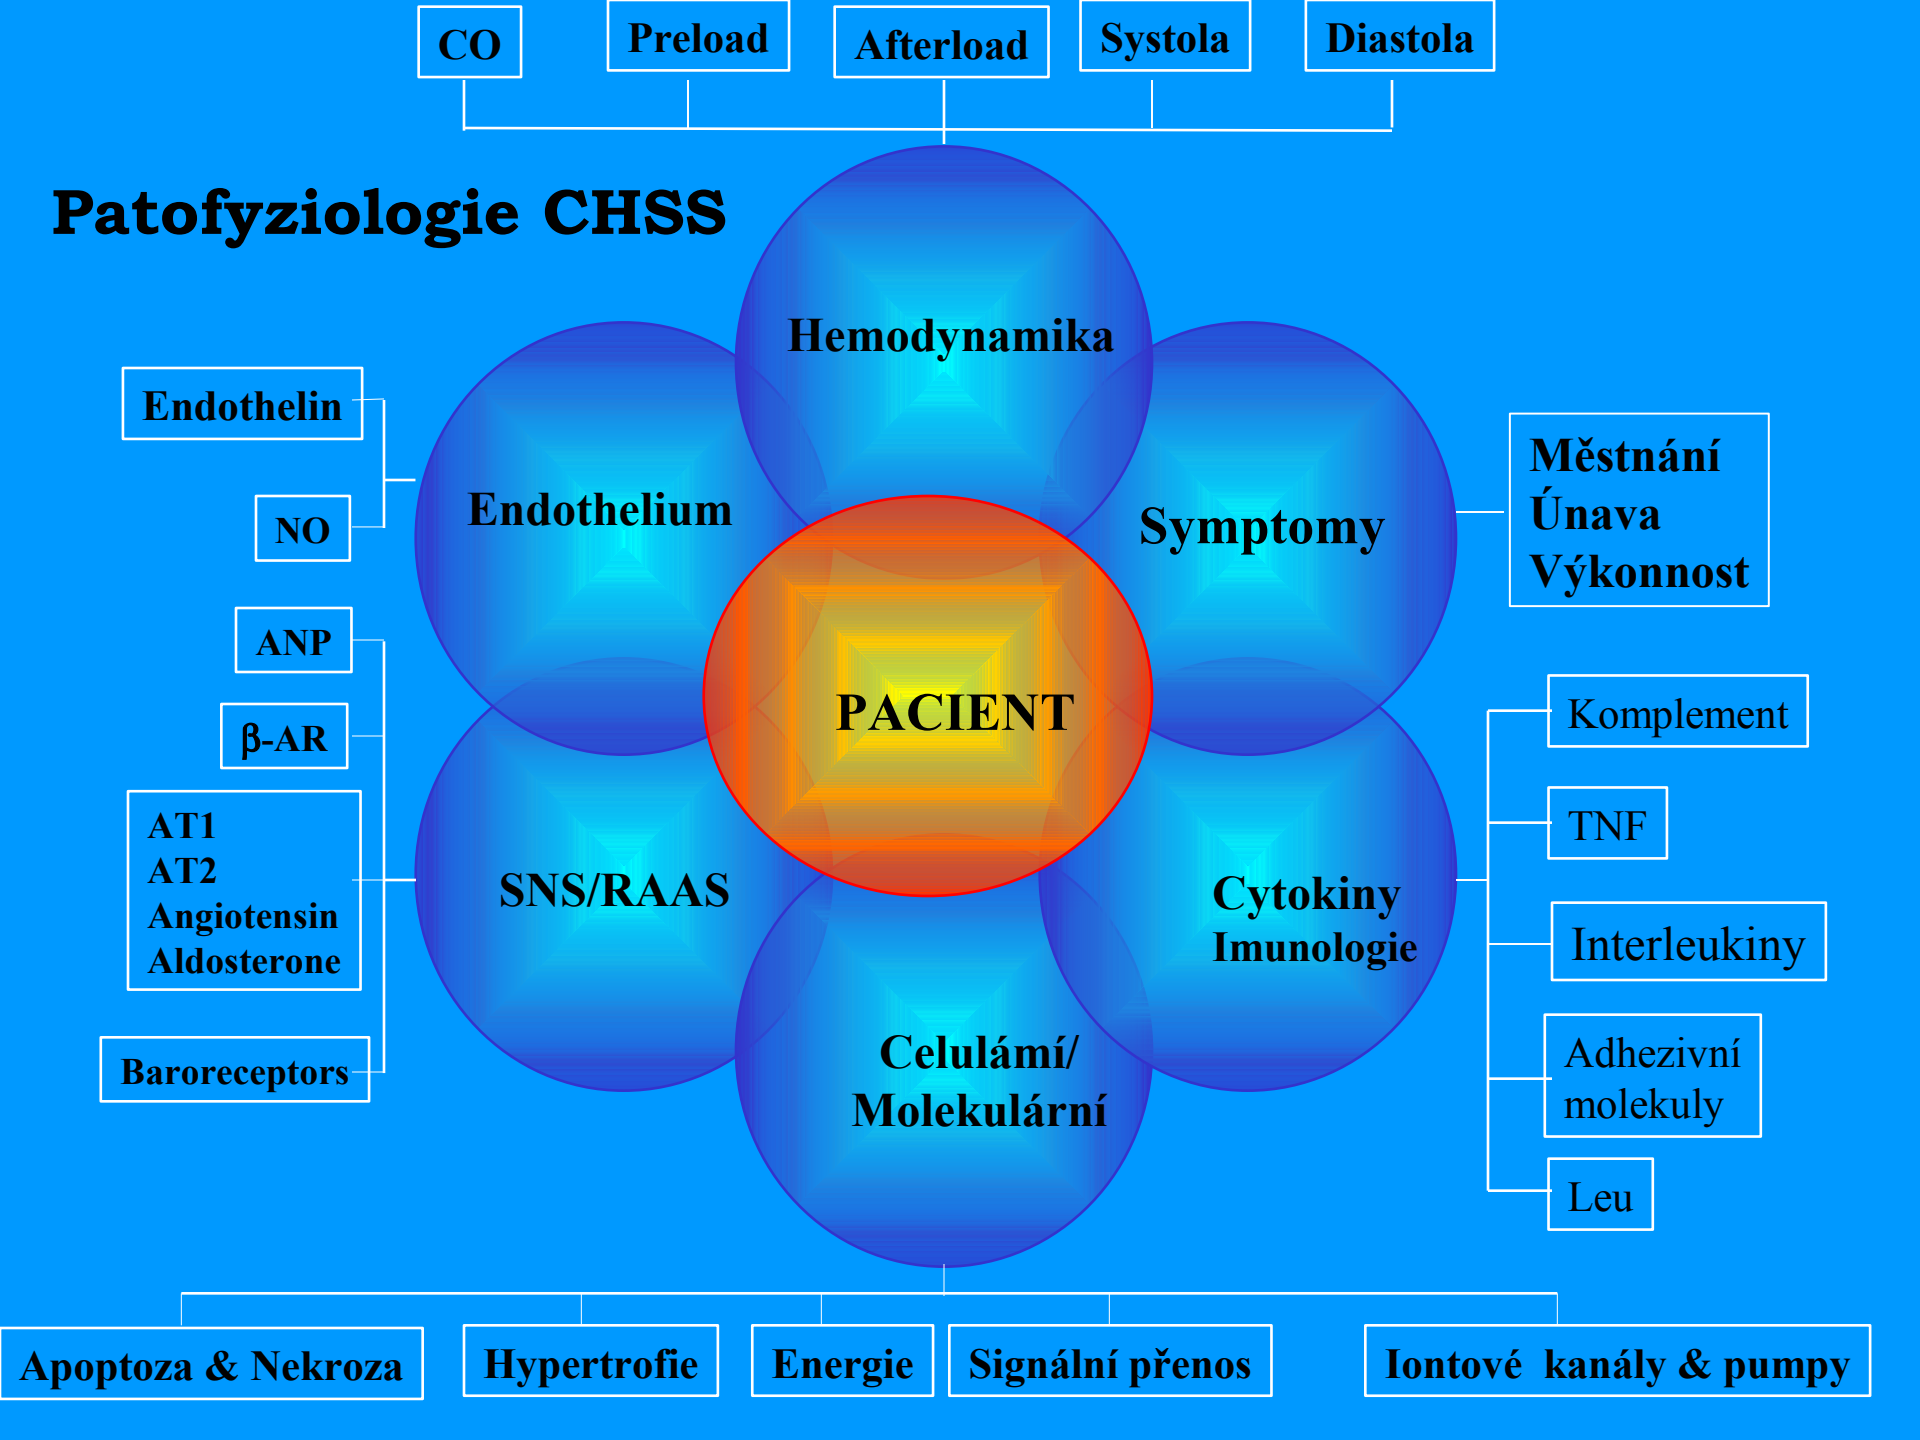 CO
Preload
Afterload
Systola
Diastola
Patofyziologie CHSS
Hemodynamika
Endothelin
NO
Endothelium
Symptomy
Městnání
Únava
Výkonnost
PACIENT
ANP
β-AR
AT1
AT2
Angiotensin
Aldosterone
Baroreceptors
SNS/RAAS
Cytokiny
Imunologie
Komplement
TNF
Interleukiny
Adhezivní
molekuly
Leu
Celulámí/
Molekulární
Apoptoza & Nekroza
Hypertrofie
Energie
Signální přenos
Iontové kanály & pumpy